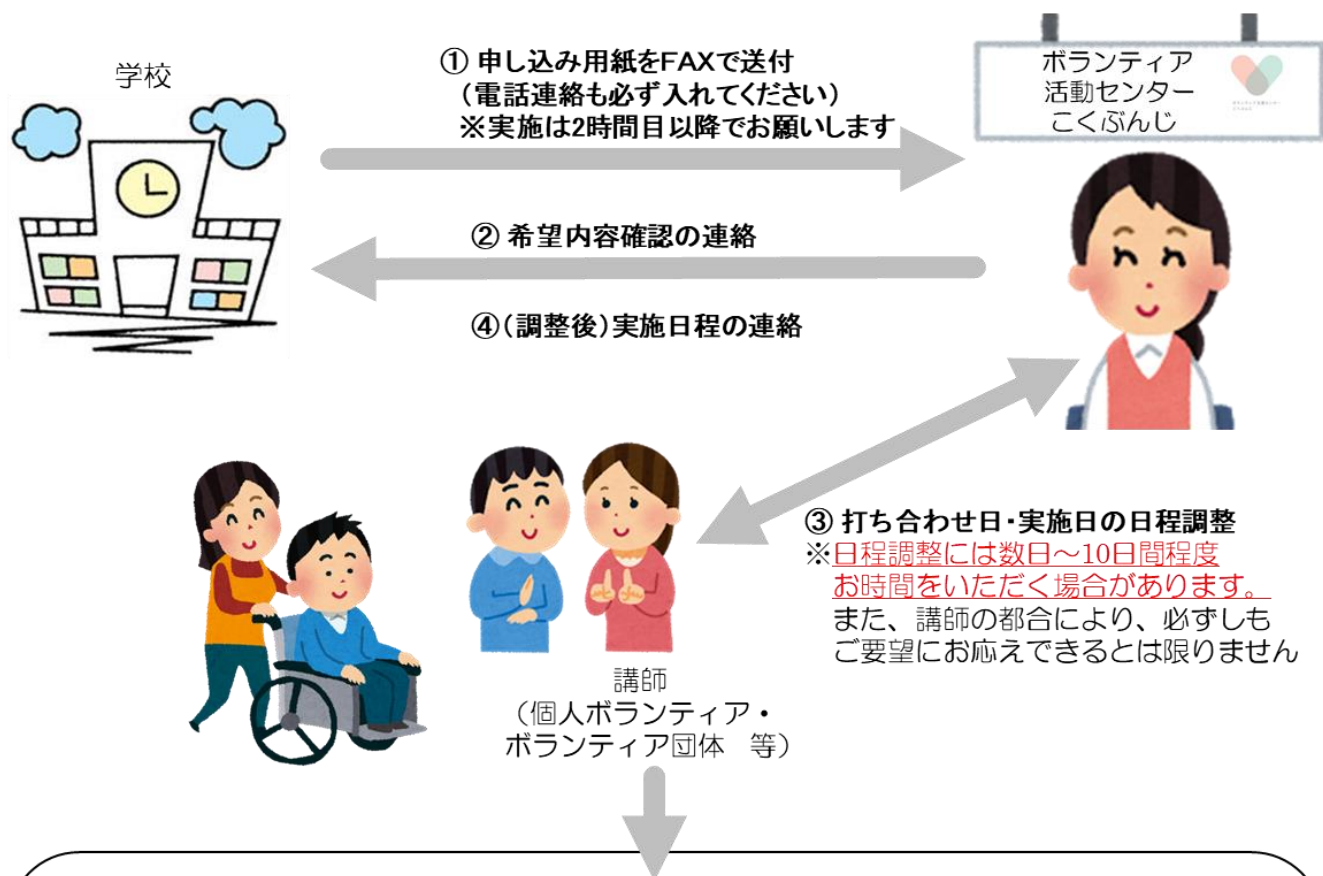 学校
① 申し込み用紙をFAXで送付
（電話連絡も必ず入れてください）
※実施は2時間目以降でお願いします
ボランティア
活動センター
こくぶんじ
② 希望内容確認の連絡
④（調整後）実施日程の連絡
③ 打ち合わせ日・実施日の日程調整
※日程調整には数日～10日間程度
お時間をいただく場合があります。
また、講師の都合により、必ずしも
ご要望にお応えできるとは限りません
講師
（個人ボランティア・
ボランティア団体　等）